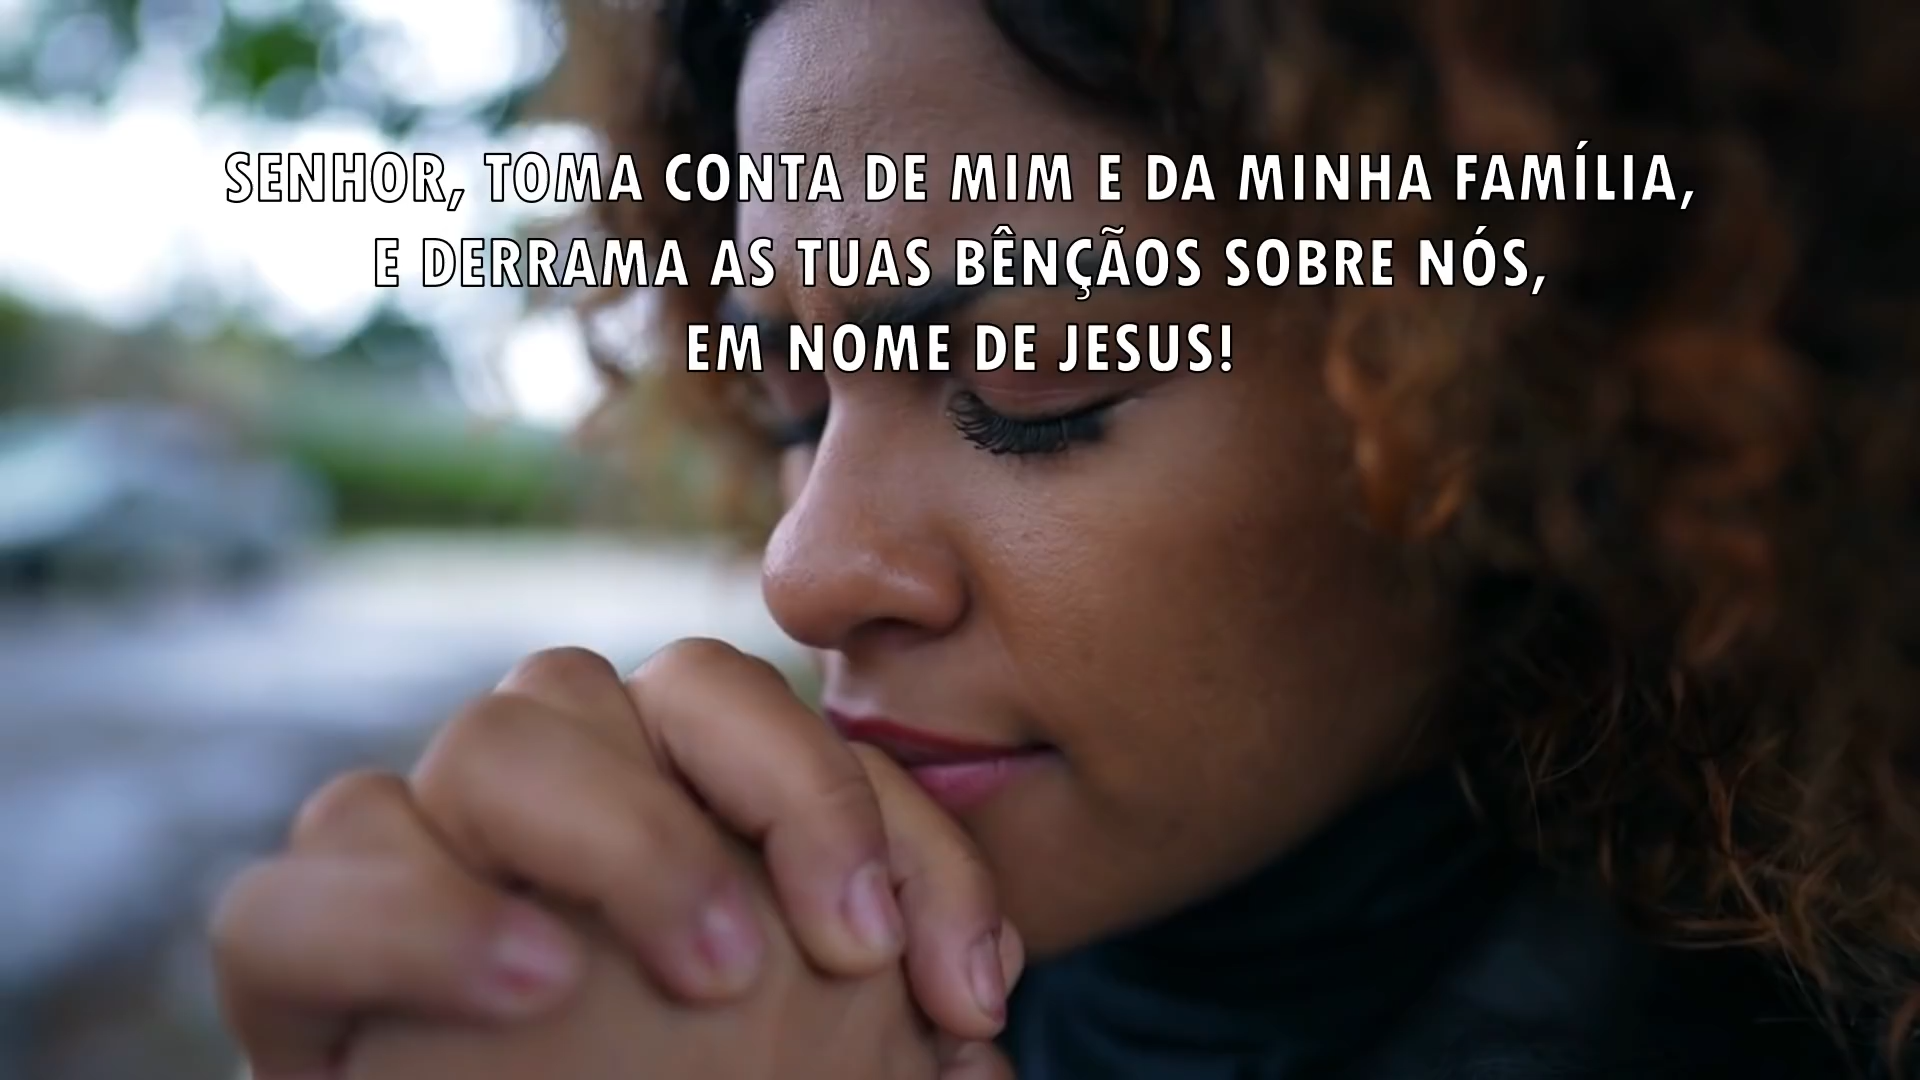 SENHOR, TOMA CONTA DE MIM E DA MINHA FAMÍLIA,
E DERRAMA AS TUAS BÊNÇÃOS SOBRE NÓS,
EM NOME DE JESUS!